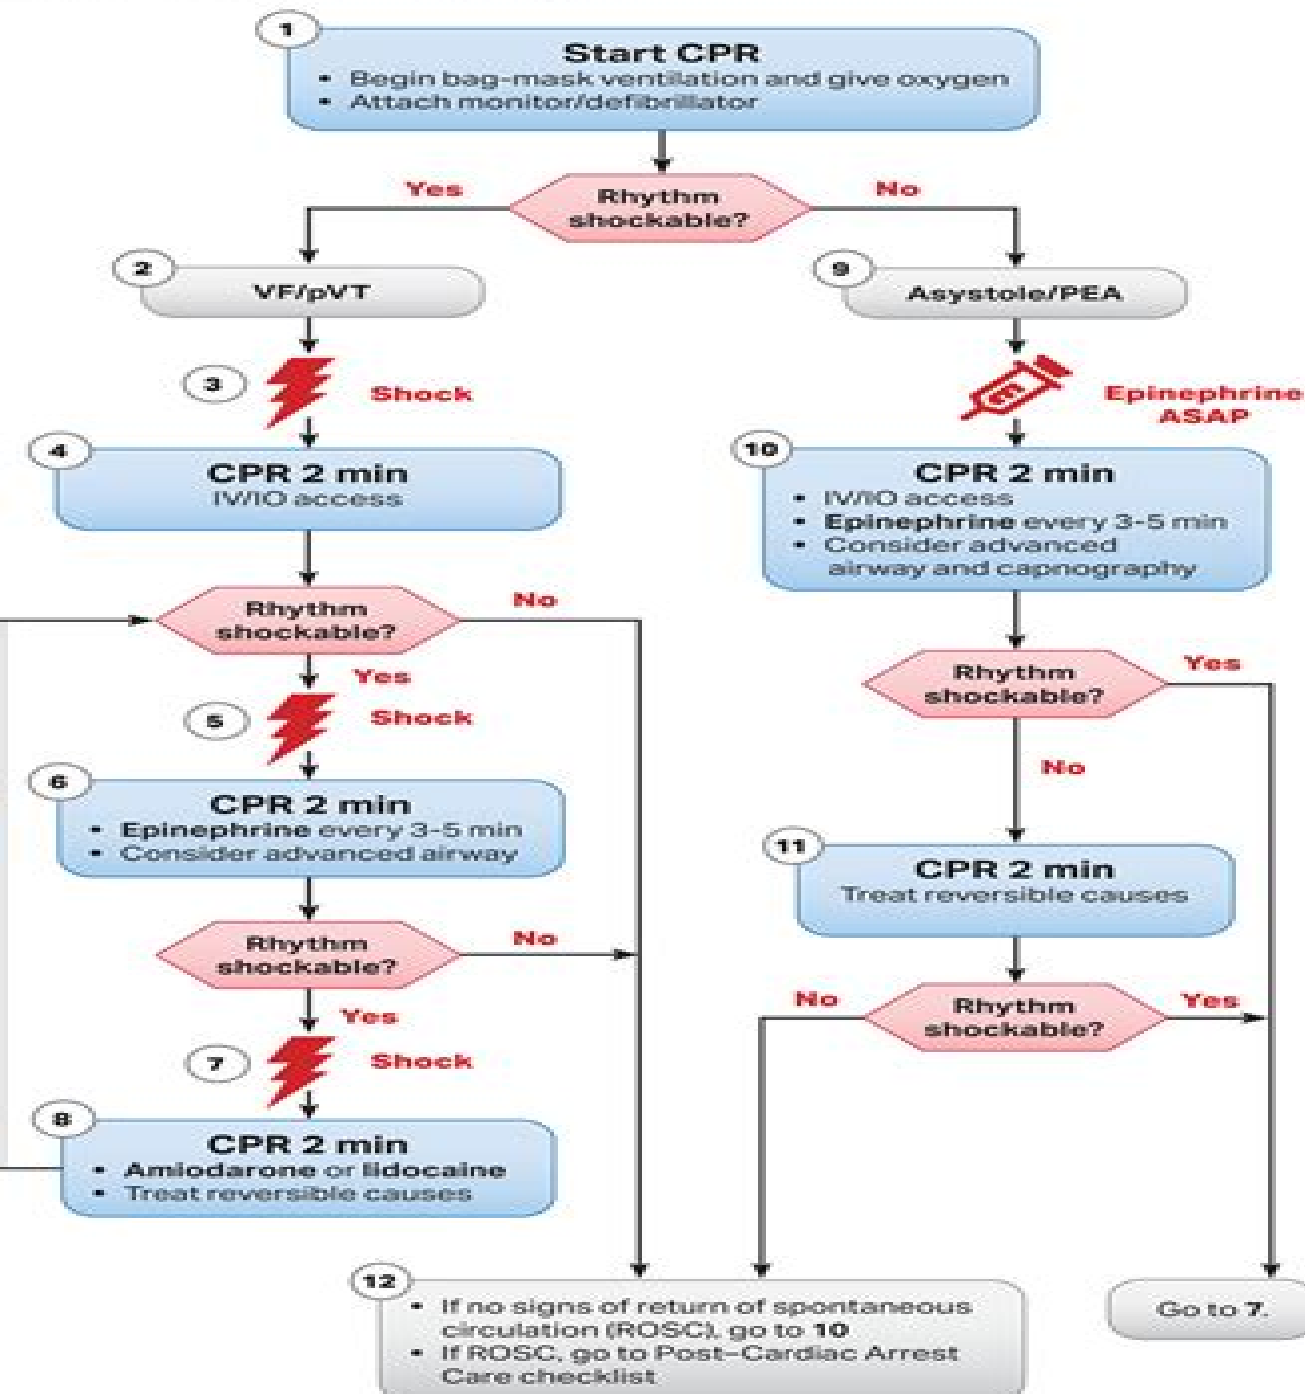 1
Start CPR
• Begin bag-mask ventilation and give oxygen
• Attach monitor/defibrillator
Rhythm
shockable?
Yes
No
2
VF/pVT
3
Shock
4
CPR 2 min
IV/IO access
Rhythm
shockable?
No
Yes
5
Shock
6
CPR 2 min
• Epinephrine every 3-5 min
• Consider advanced airway
Rhythm
shockable?
No
Yes
7
Shock
8
CPR 2 min
• Amiodarone or lidocaine
• Treat reversible causes
9
Asystole/PEA
Epinephrine
ASAP
10
CPR 2 min
• IV/IO access
• Epinephrine every 3-5 min
• Consider advanced
airway and capnography
Rhythm
shockable?
Yes
No
11
CPR 2 min
Treat reversible causes
Rhythm
shockable?
No
Yes
12
• If no signs of return of spontaneous
circulation (ROSC), go to 10
• If ROSC, go to Post–Cardiac Arrest
Care checklist
Go to 7.